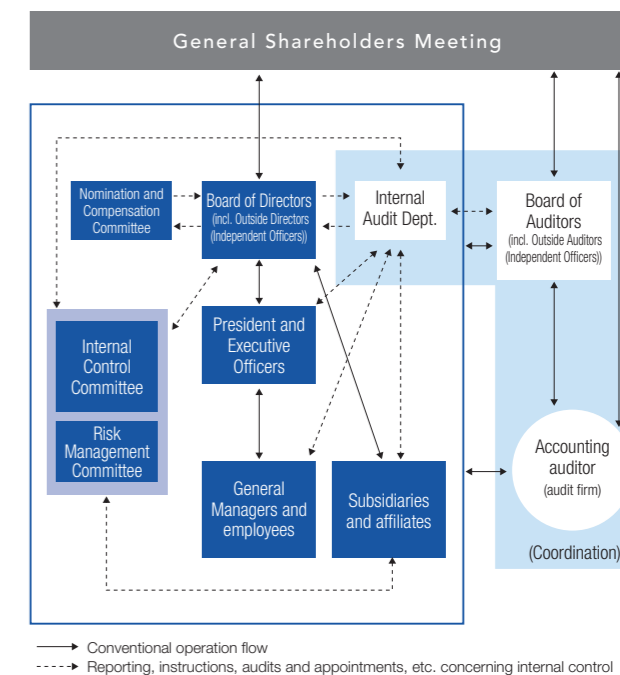 General Shareholders Meeting
Nomination and
Compensation
Committee
Board of Directors
(incl. Outside Directors
(Independent Officers))
Internal
Audit Dept.
Board of
Auditors
(incl. Outside Auditors
(Independent Officers))
Internal
Control
Committee
President and
Executive
Officers
Risk
Management
Committee
General
Managers and
employees
Subsidiaries
and affiliates
Accounting
auditor
(audit firm)
(Coordination)
Conventional operation flow
Reporting, instructions, audits and appointments, etc. concerning internal control